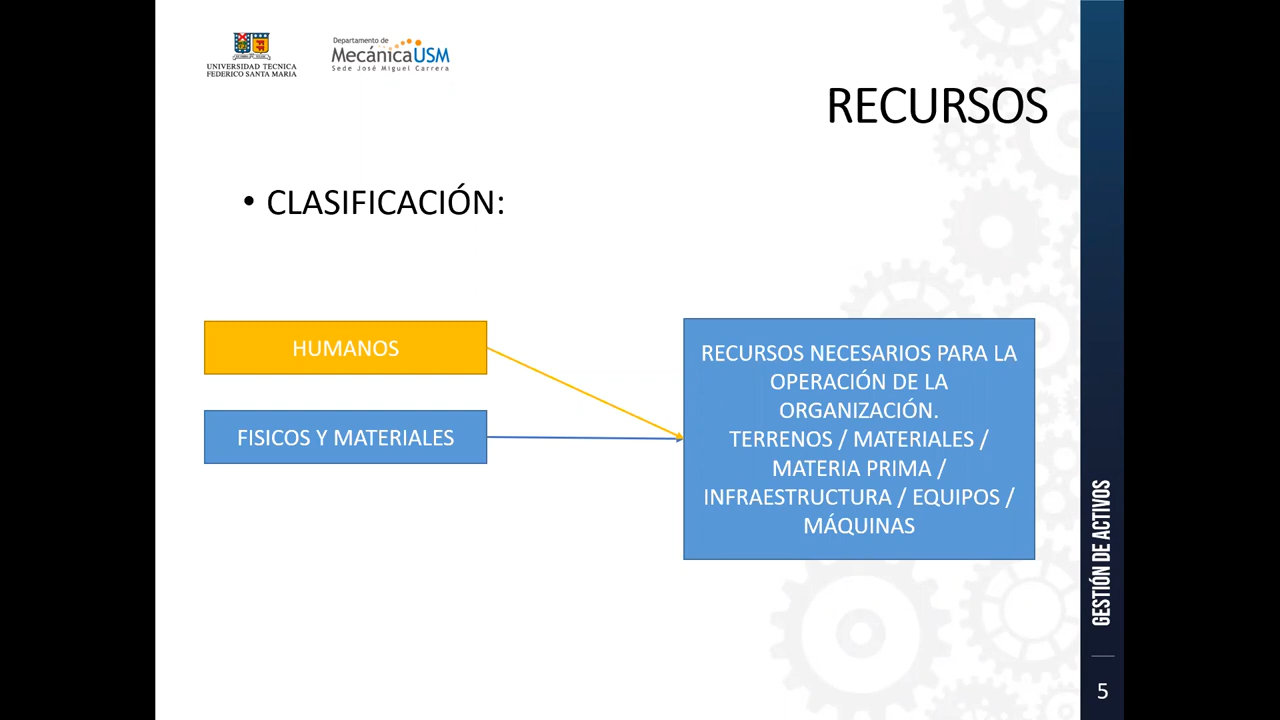 UNIVERSIDAD TECNICA
FEDERICO SANTA MARIA
Departamento de
MecánicaUSM
Sede José Miguel Carrera
RECURSOS
• CLASIFICACIÓN:
HUMANOS
FISICOS Y MATERIALES
RECURSOS NECESARIOS PARA LA
OPERACIÓN DE LA
ORGANIZACIÓN.
TERRENOS / MATERIALES /
MATERIA PRIMA /
INFRAESTRUCTURA / EQUIPOS /
MÁQUINAS
GESTIÓN DE ACTIVOS
5